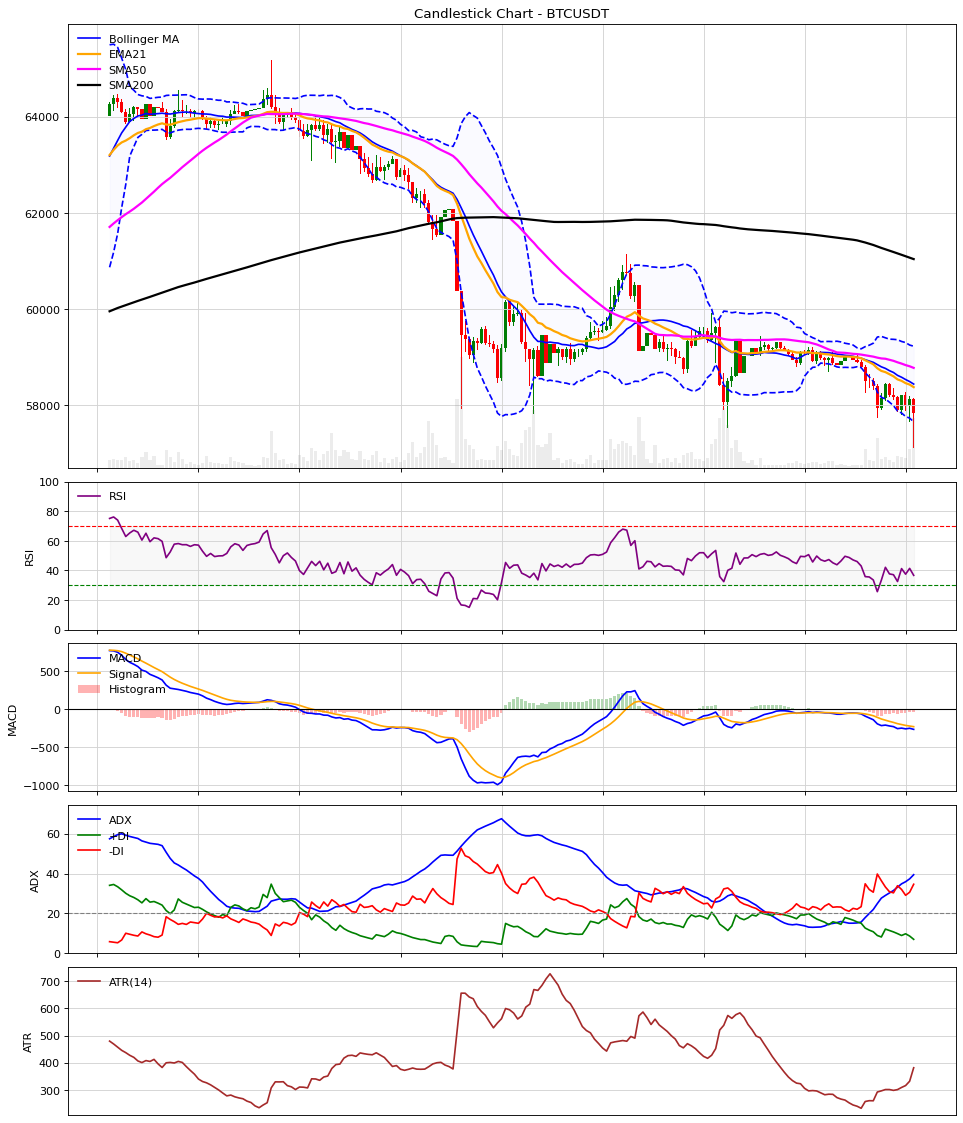 Candlestick Chart - BTCUSDT
Bollinger MA
EMA21
SMA50
SMA200
64000
62000
60000
58000
RSI
RSI
100
80
60
40
20
0
MACD
Signal
Histogram
MACD
500
0
−500
−1000
ADX
+DI
-DI
ADX
60
40
20
0
ATR(14)
ATR
700
600
500
400
300